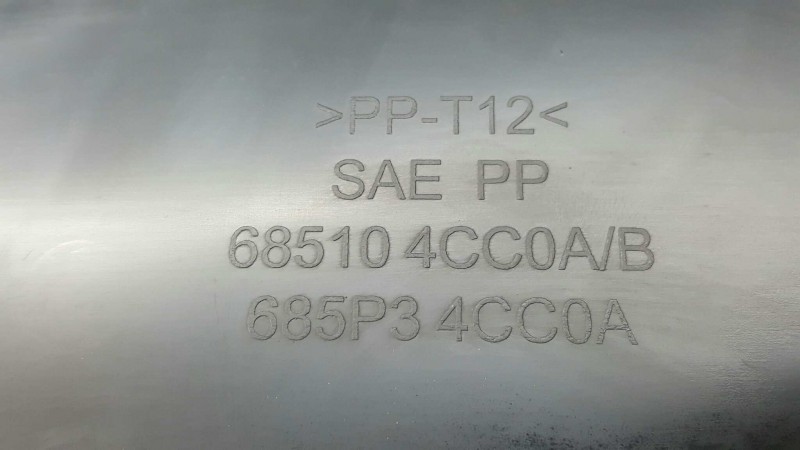 >PP-T12<
SAE PP
68510 4CC0A/B
685P3 4CC0A